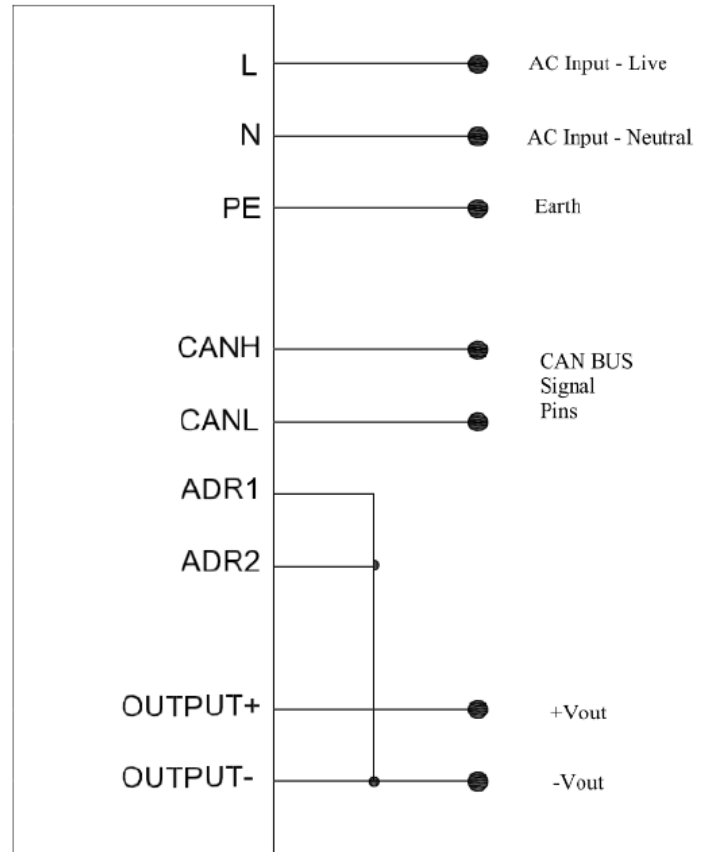 L
AC Input - Live
N
AC Input - Neutral
PE
Earth
CANH
CAN BUS
Signal
Pins
CANL
ADR1
ADR2
OUTPUT+
+Vout
OUTPUT-
-Vout